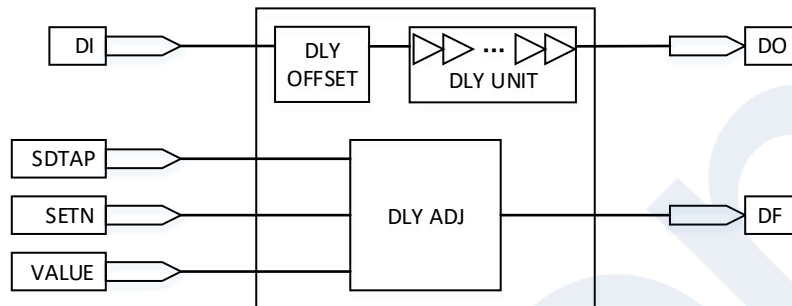 DI
DLY
OFFSET
...
DLY UNIT
DO
SDTAP
SETN
VALUE
DLY ADJ
DF